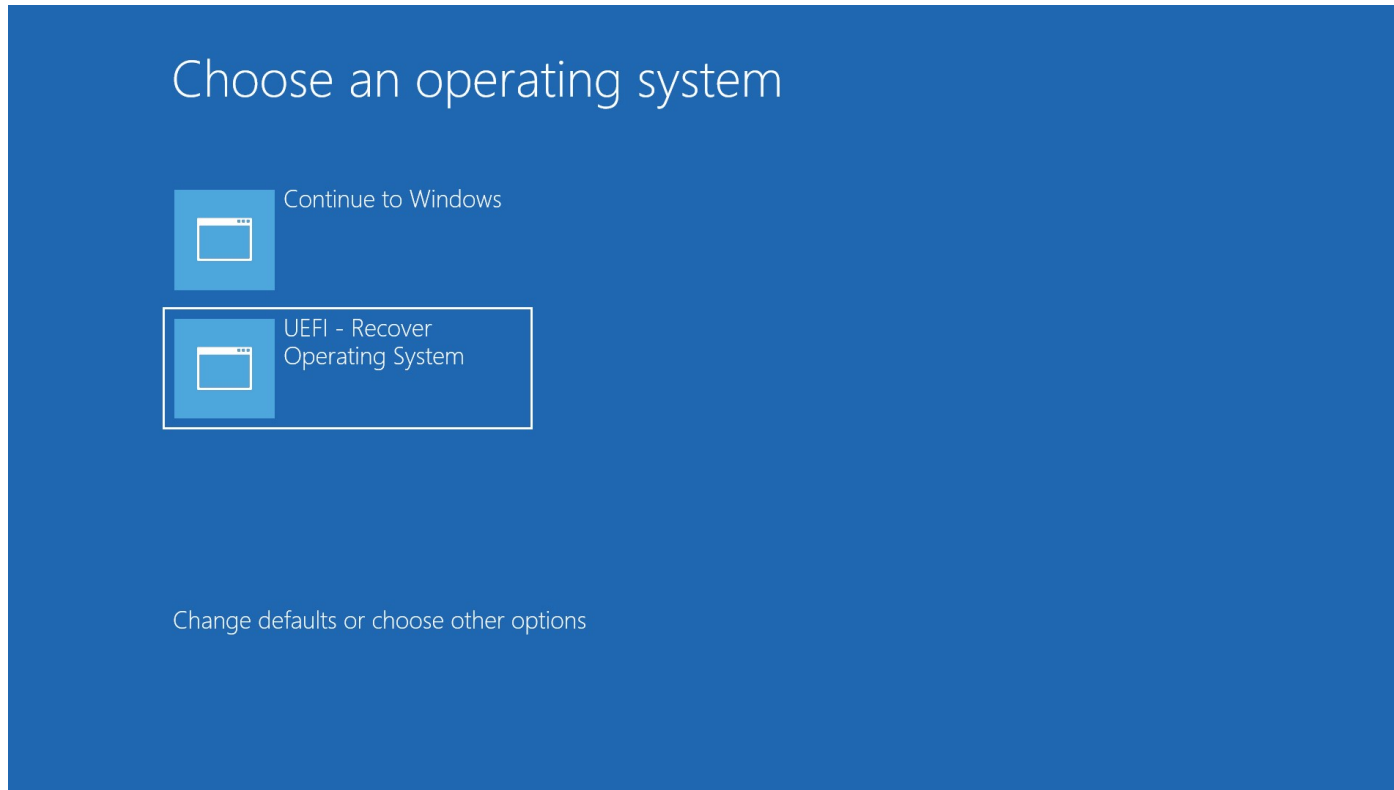 Choose an operating system
Continue to Windows
UEFI - Recover
Operating System
Change defaults or choose other options